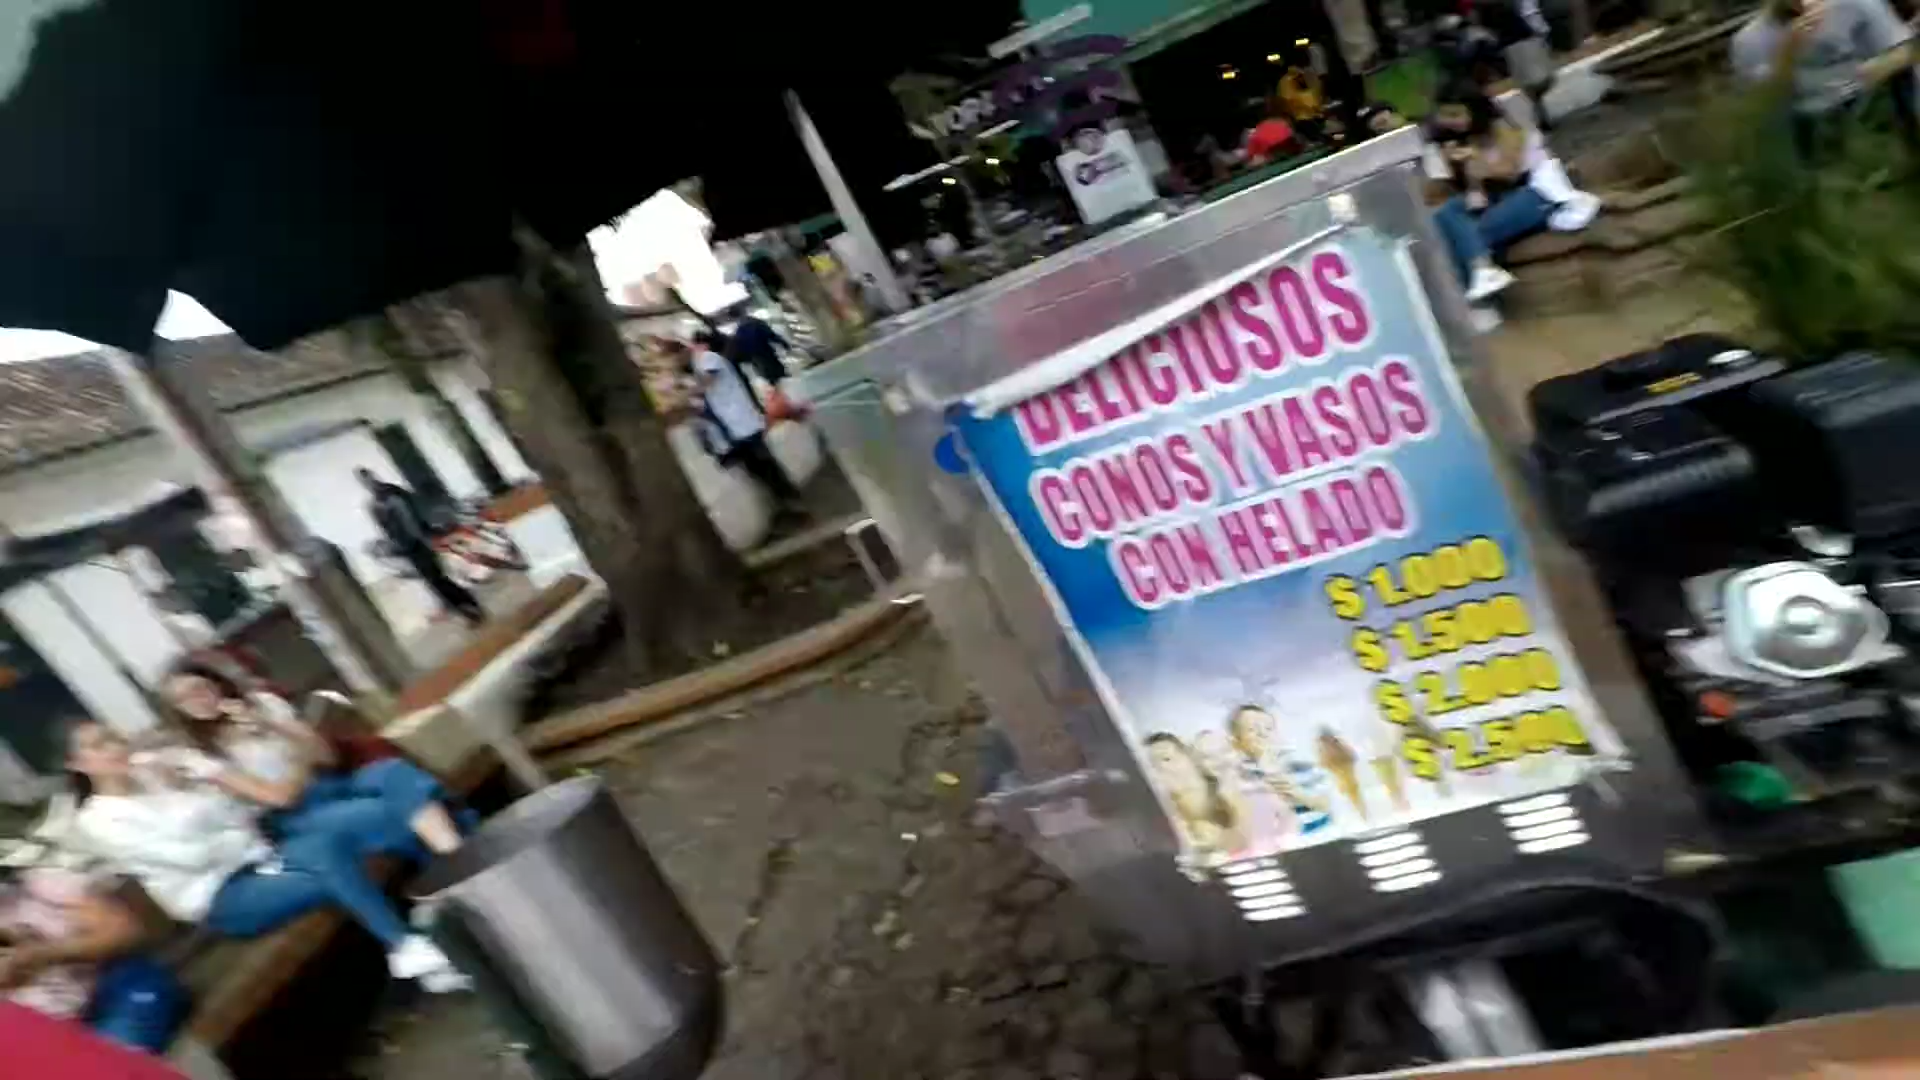 DELICIOSOS
CONOS Y VASOS
CON HELADO
$ 1.000
$ 1.500
$ 2.000
$ 2.500